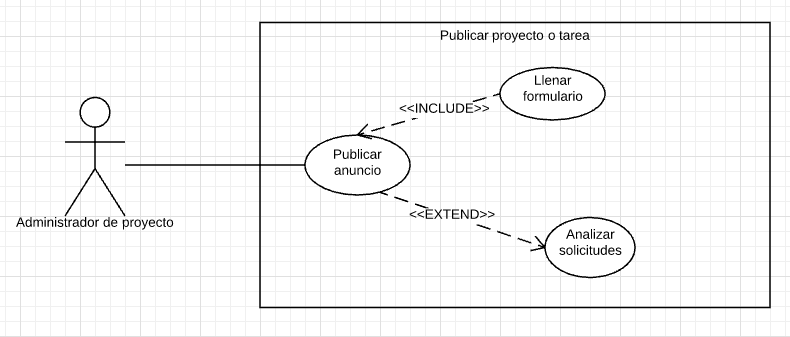 Publicar proyecto o tarea
Llenar
formulario
<<INCLUDE>>
Publicar
anuncio
<<EXTEND>>
Administrador de proyecto
Analizar
solicitudes